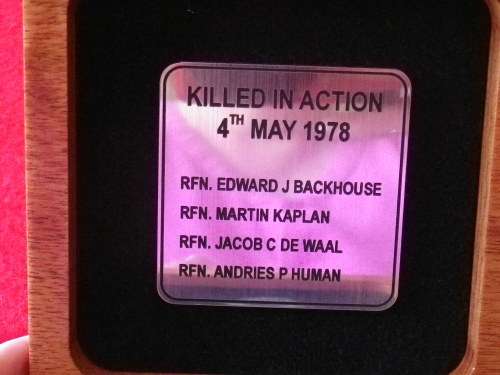 KILLED IN ACTION
4TH MAY 1978
RFN. EDWARD J BACKHOUSE
RFN. MARTIN KAPLAN
RFN. JACOB C DE WAAL
RFN. ANDRIES P HUMAN